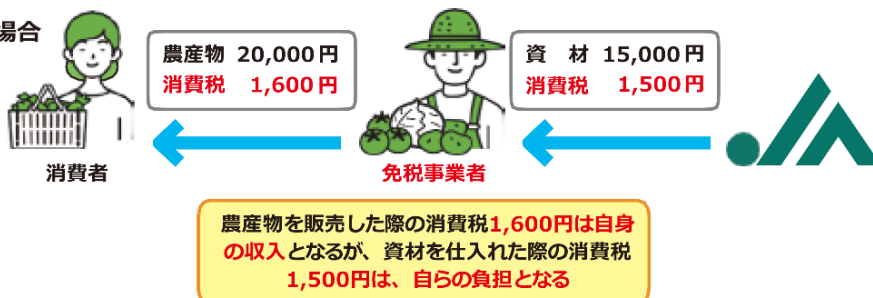 場合
農産物 20,000円
消費税 1,600円
資 材 15,000円
消費税 1,500円
消費者
免税事業者
JA
農産物を販売した際の消費税1,600円は自身
の収入となるが、資材を仕入れた際の消費税
1,500円は、自らの負担となる